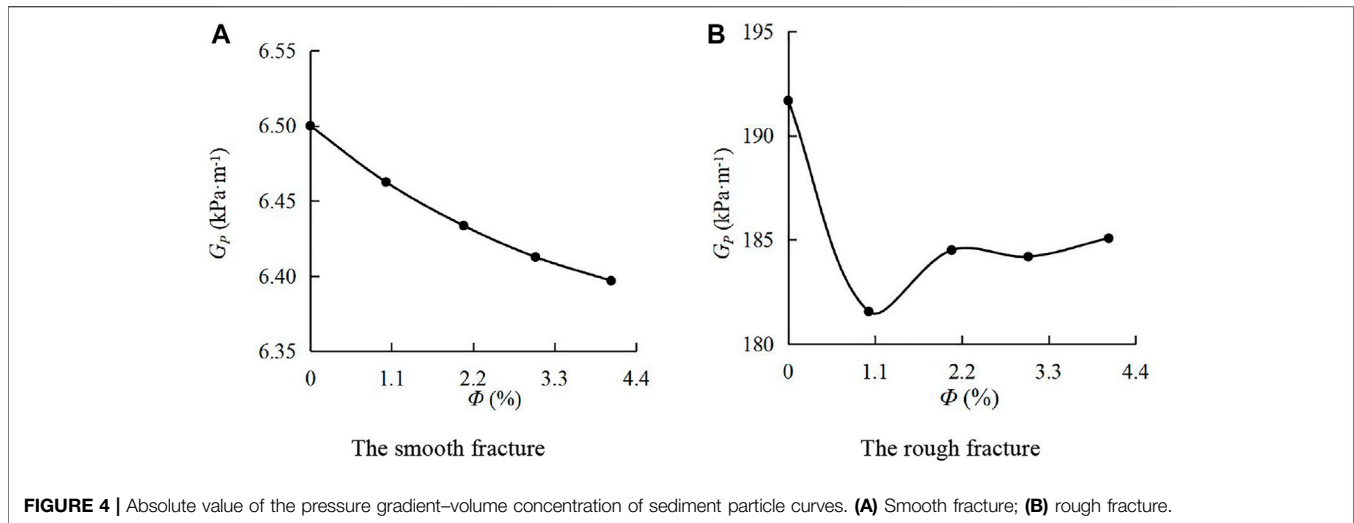 A
6.55
6.50
6.45
6.40
6.35
G_P (kPa·m⁻¹)
0 1.1 2.2 3.3 4.4
Φ (%)
The smooth fracture
B
195
190
185
180
G_P (kPa·m⁻¹)
0 1.1 2.2 3.3 4.4
Φ (%)
The rough fracture
FIGURE 4 | Absolute value of the pressure gradient–volume concentration of sediment particle curves. (A) Smooth fracture; (B) rough fracture.